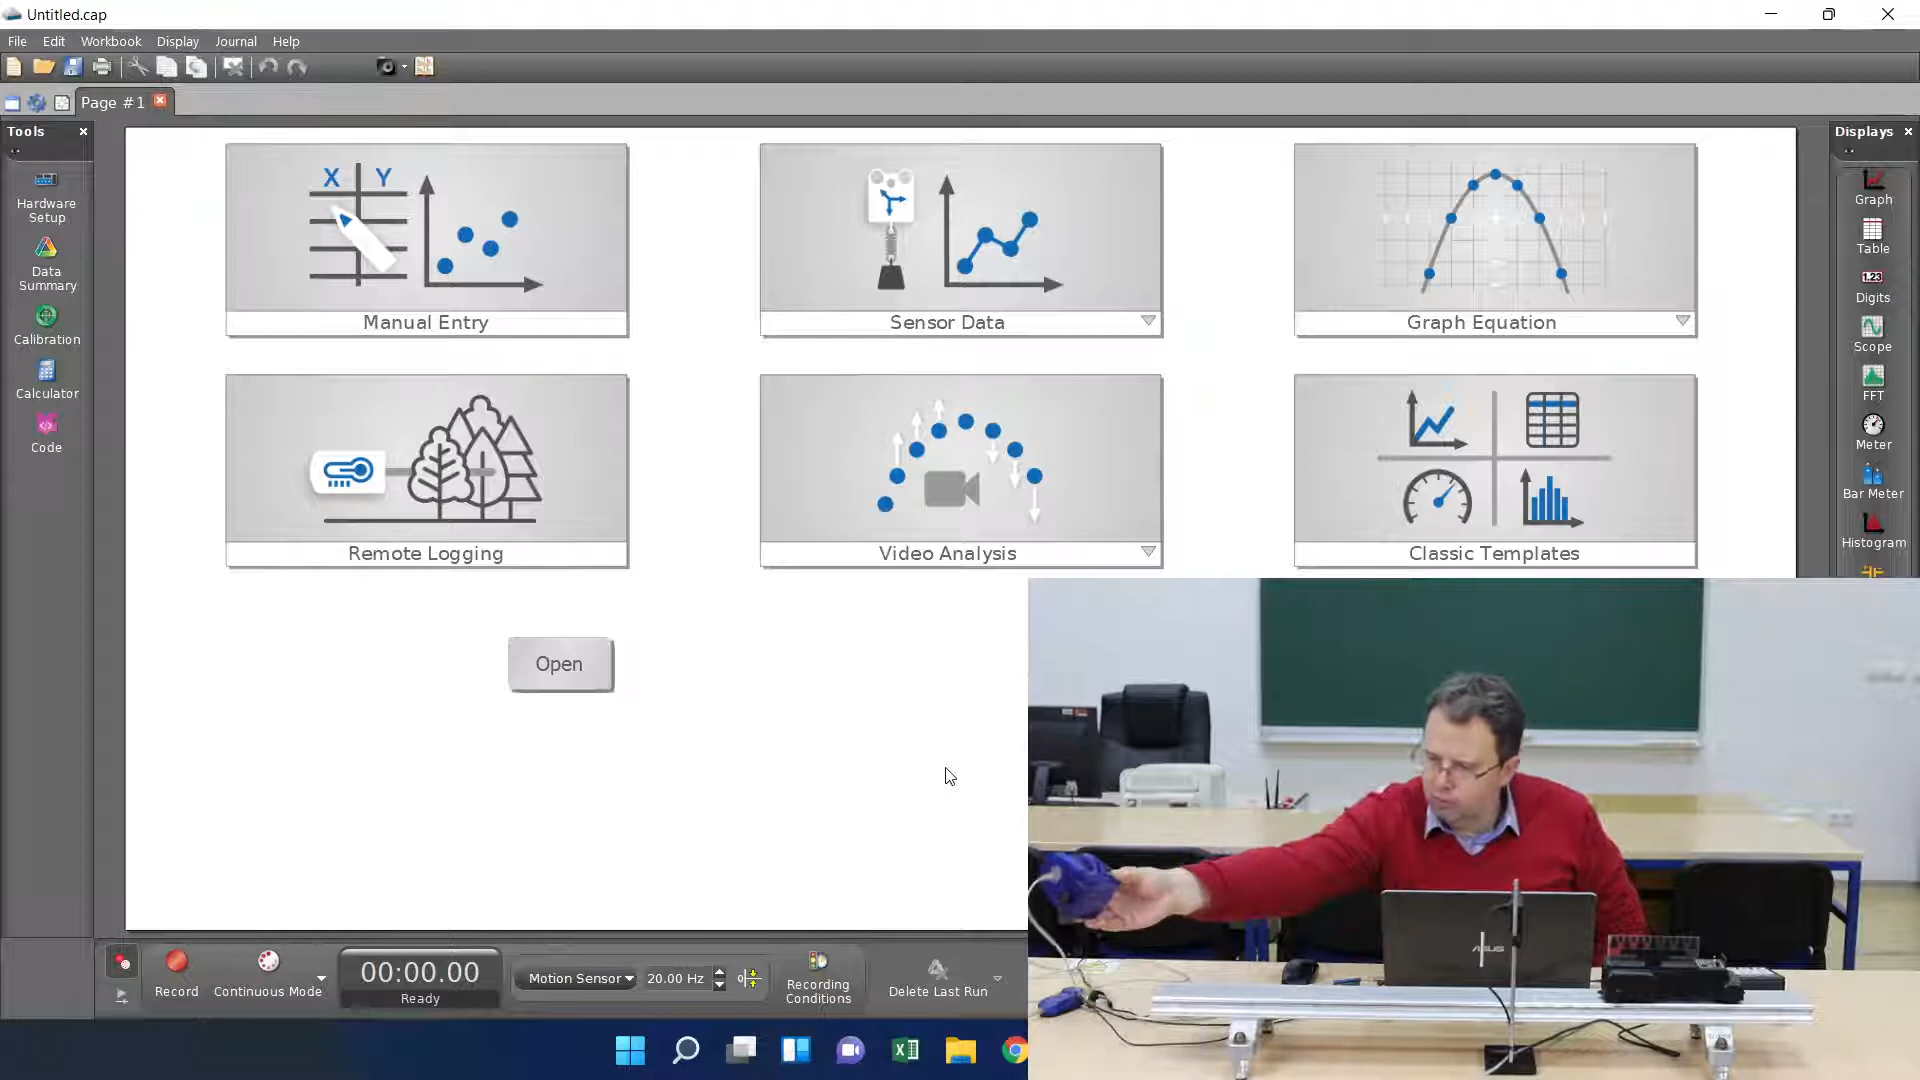 Untitled.cap
File Edit Workbook Display Journal Help
Page #1
Tools
Displays
Hardware
Setup
Data
Summary
Calibration
Calculator
Code
X Y
Manual Entry
Sensor Data
Graph Equation
Remote Logging
Video Analysis
Classic Templates
Open
Graph
Table
1.23
Digits
Scope
FFT
Meter
Bar Meter
Histogram
Record
Continuous Mode
00:00.00
Ready
Motion Sensor
20.00 Hz
Recording
Conditions
Delete Last Run
ASUS